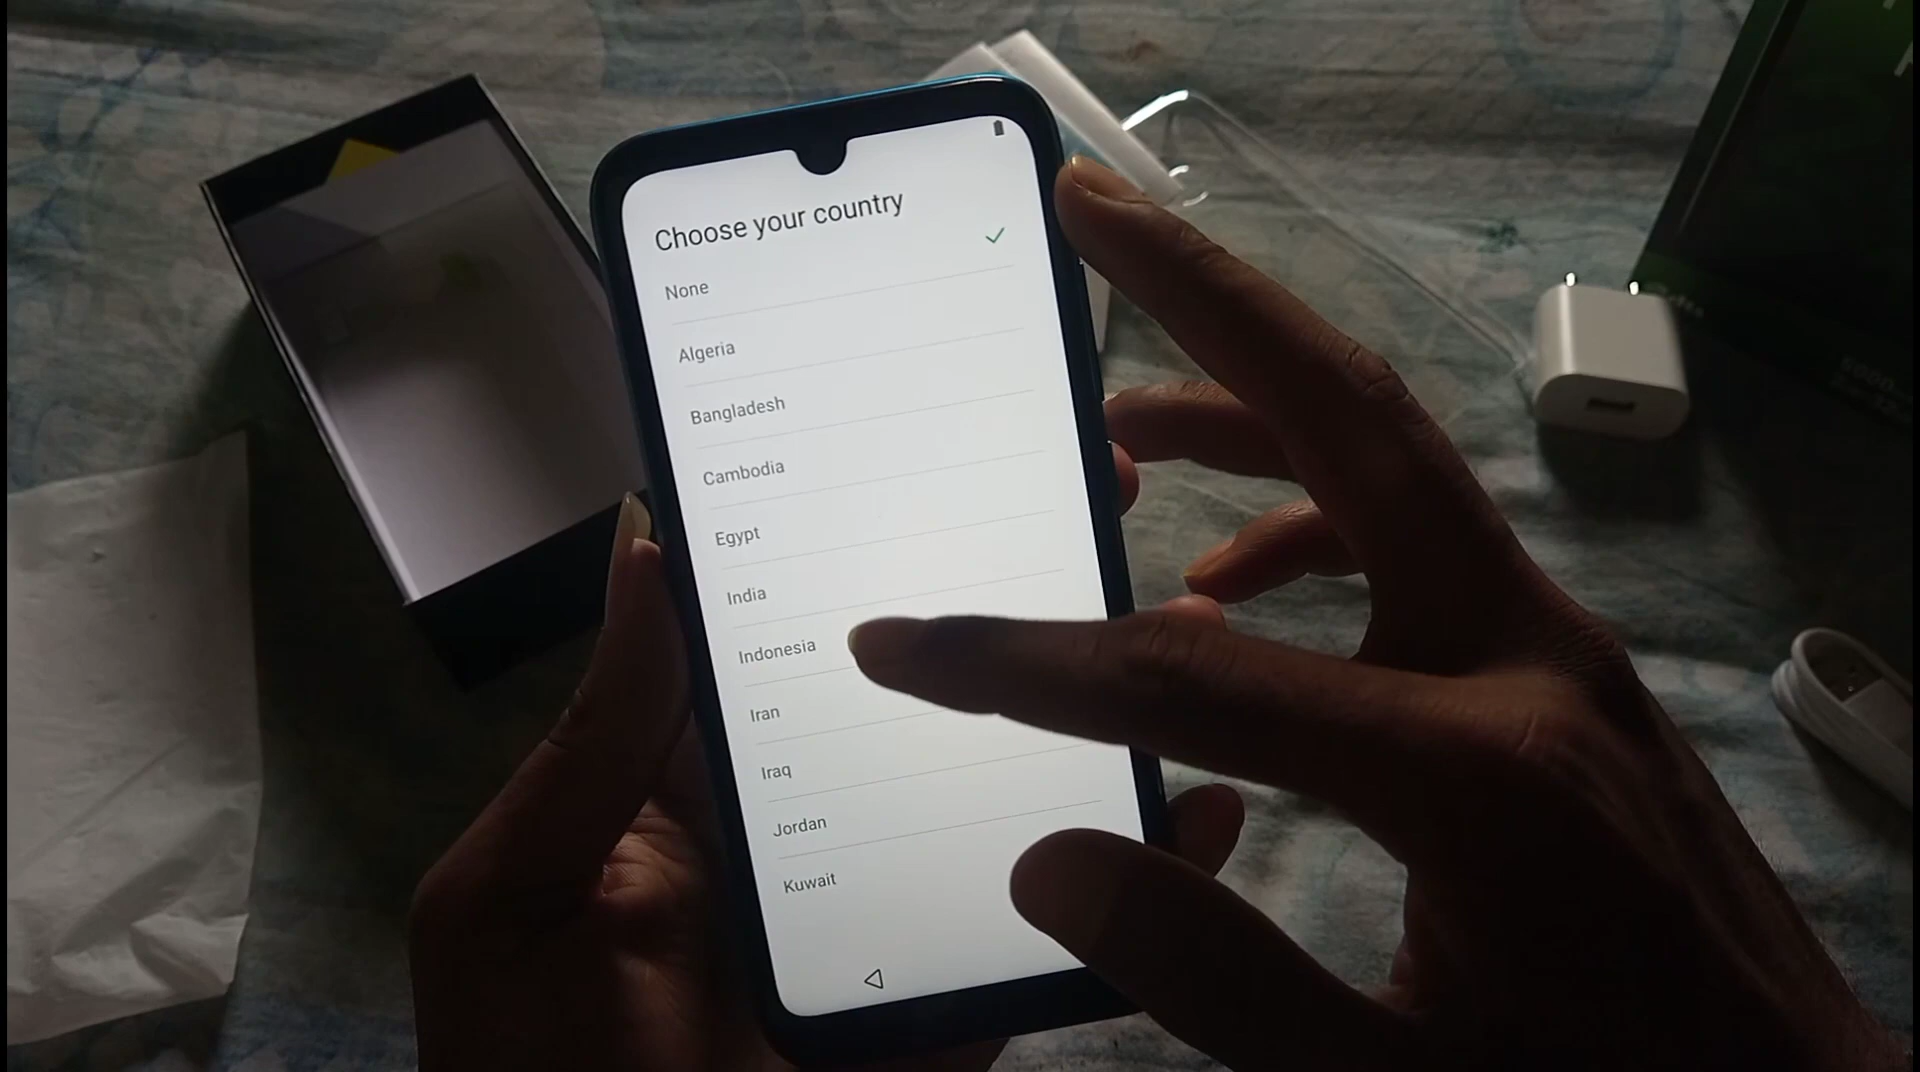 Choose your country
None
Algeria
Bangladesh
Cambodia
Egypt
India
Indonesia
Iran
Iraq
Jordan
Kuwait